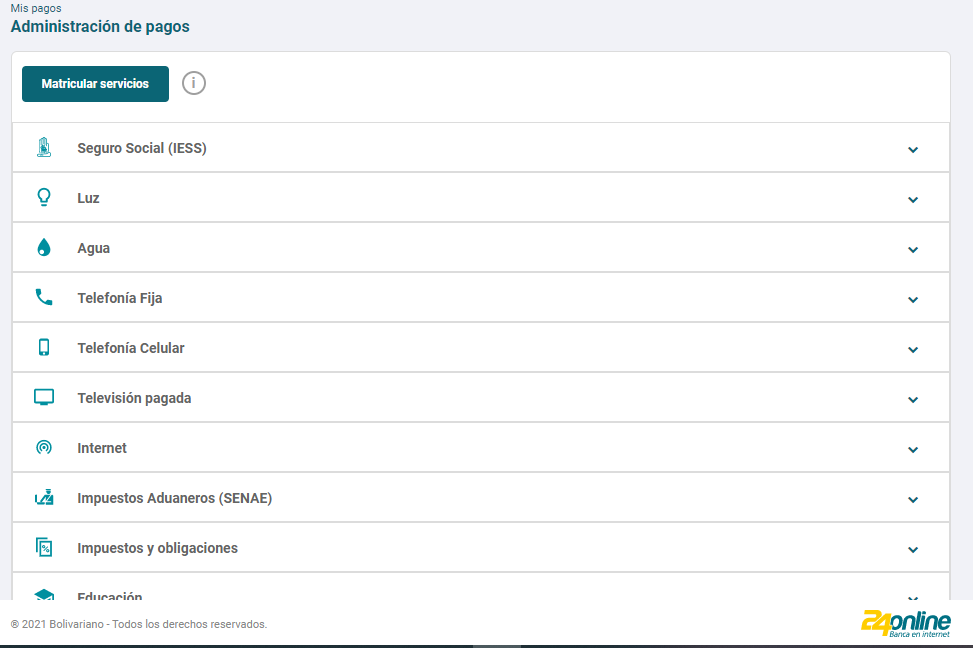 Mis pagos
Administración de pagos
Matricular servicios
i
Seguro Social (IESS)
Luz
Agua
Telefonía Fija
Telefonía Celular
Televisión pagada
Internet
Impuestos Aduaneros (SENAE)
Impuestos y obligaciones
Educación
® 2021 Bolivariano - Todos los derechos reservados.
24online
Banca en internet